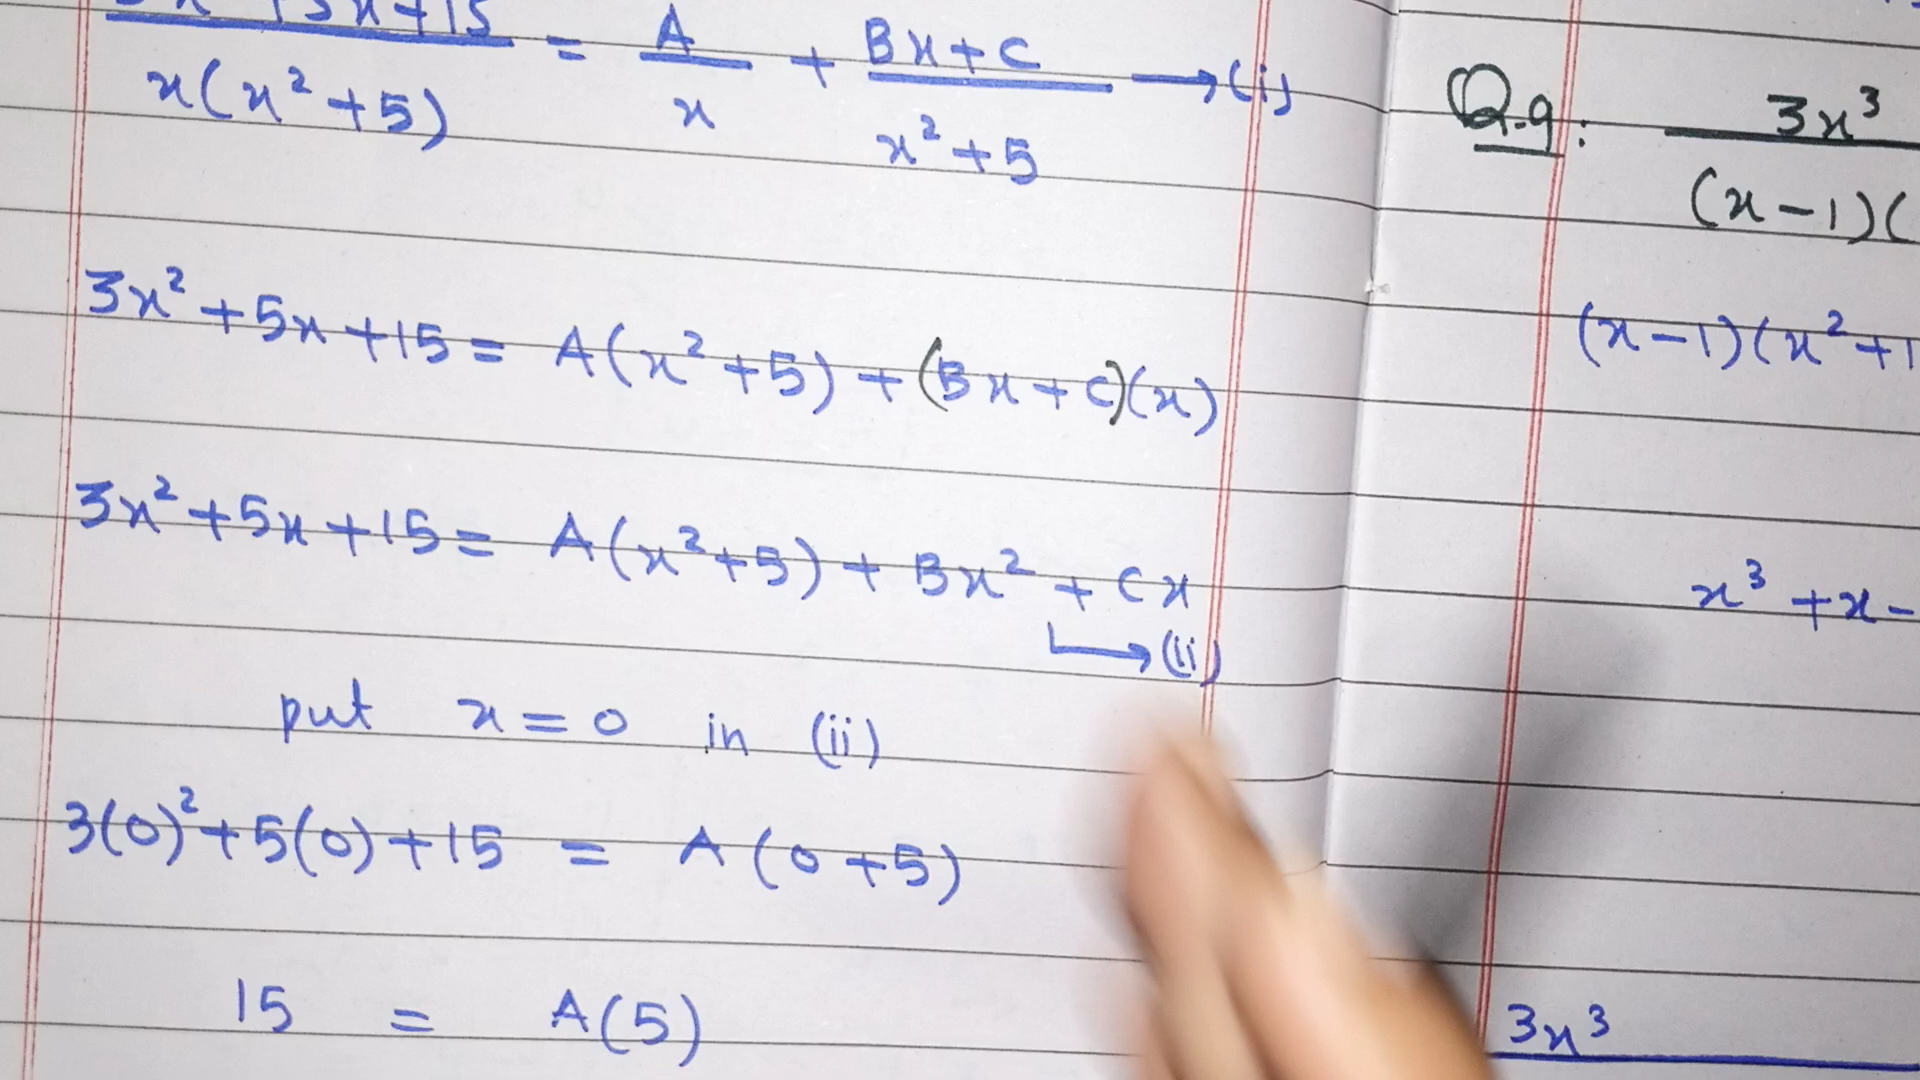 x+15
————— = A/x + Bx+C/x²+5 → (i)
x(x²+5)
3x²+5x+15 = A(x²+5)+(Bx+C)(x)
3x²+5x+15 = A(x²+5)+Bx²+Cx
→(ii)
put x=0 in (ii)
3(0)²+5(0)+15 = A(0+5)
15 = A(5)
Q.9: 3x³
(x-1)(
(x-1)(x²+1
x³+x-
3x³